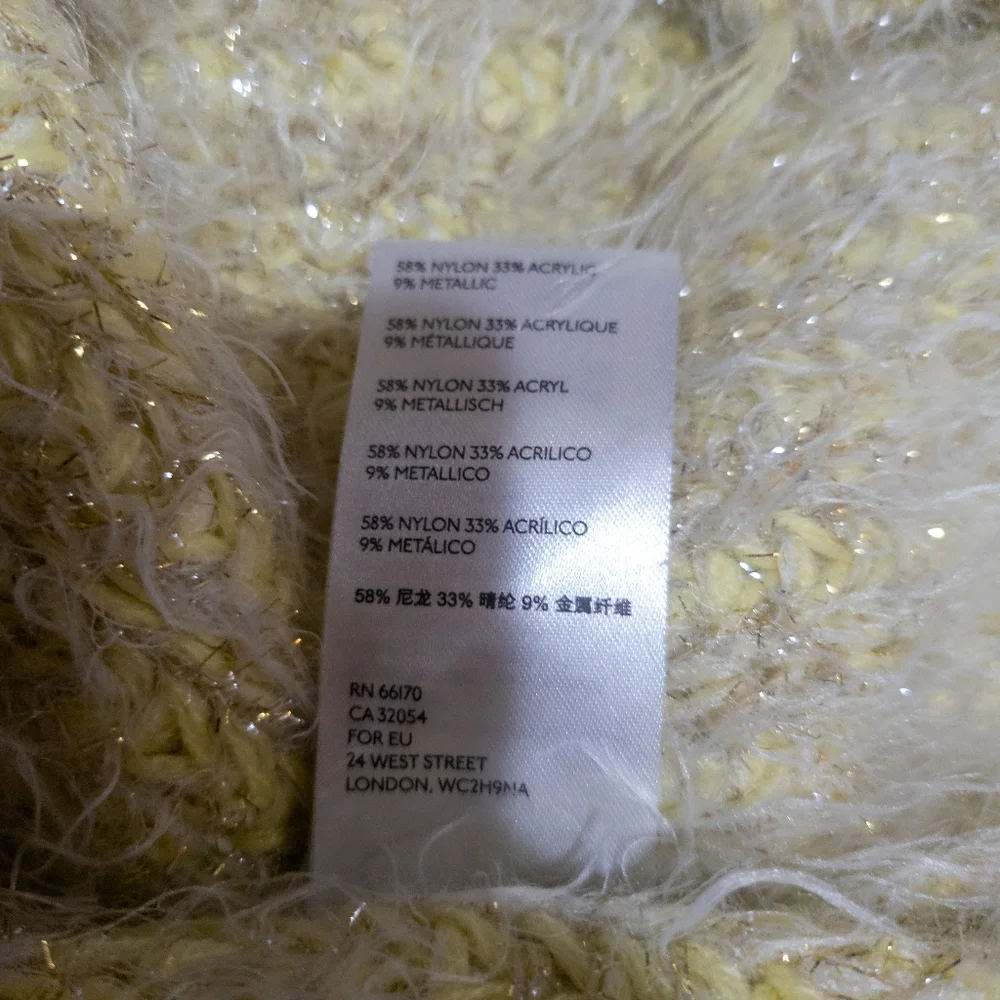 58% NYLON 33% ACRYLIC
9% METALLIC
58% NYLON 33% ACRYLIQUE
9% MÉTALLIQUE
58% NYLON 33% ACRYL
9% METALLISCH
58% NYLON 33% ACRILICO
9% METALLICO
58% NYLON 33% ACRÍLICO
9% METÁLICO
58% 尼龙 33% 晴纶 9% 金属纤维
RN 66170
CA 32054
FOR EU
24 WEST STREET
LONDON, WC2H9NA